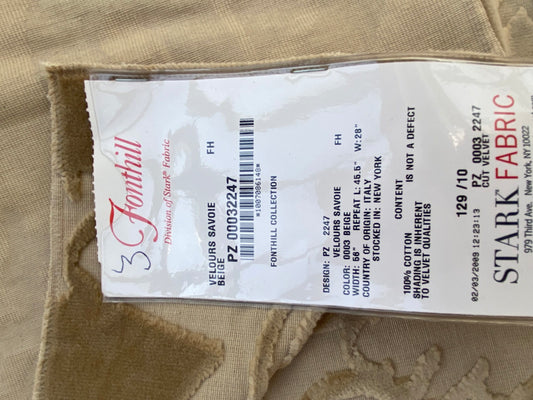 3
Fonthill
Division of Stark® Fabric
VELOURS SAVOIE FH
BEIGE
PZ 00032247
*100700614B*
FONTHILL COLLECTION
DESIGN: PZ 2247 FH
VELOURS SAVOIE
COLOR: 0003 BEIGE
WIDTH: 56" REPEAT L: 45.5" W:28"
COUNTRY OF ORIGIN: ITALY
STOCKED IN: NEW YORK
CONTENT
100% COTTON
SHADING IS INHERENT IS NOT A DEFECT
TO VELVET QUALITIES
129 /10 PZ 0003 2247
CUT VELVET
02/03/2009 12:23:13
STARK FABRIC
979 Third Ave. New York, NY 10022